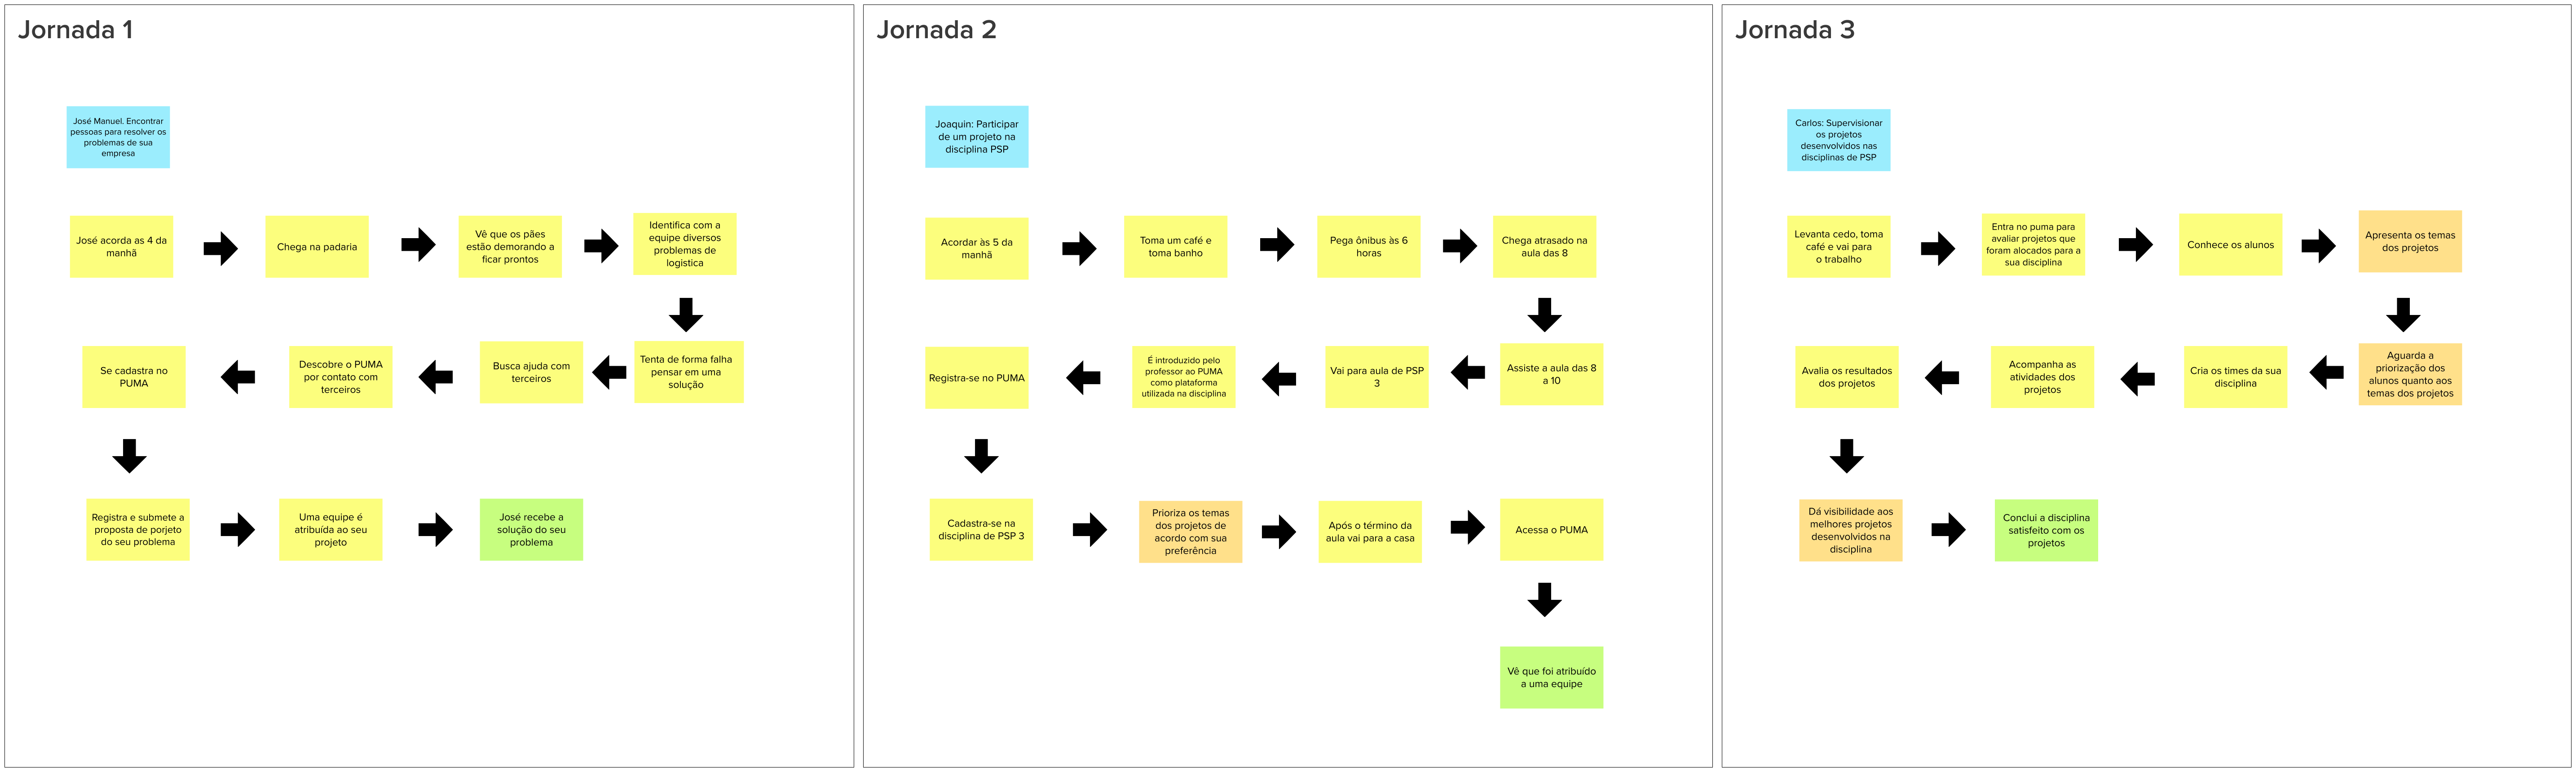 Jornada 1
José Manuel. Encontrar
pessoas para resolver os
problemas de sua
empresa
José acorda as 4 da
manhã
Chega na padaria
Vê que os pães
estão demorando a
ficar prontos
Identifica com a
equipe diversos
problemas de
logistica
Tenta de forma falha
pensar em uma
solução
Busca ajuda com
terceiros
Descobre o PUMA
por contato com
terceiros
Se cadastra no
PUMA
Registra e submete a
proposta de porjeto
do seu problema
Uma equipe é
atribuída ao seu
projeto
José recebe a
solução do seu
problema
Jornada 2
Joaquin: Participar
de um projeto na
disciplina PSP
Acordar às 5 da
manhã
Toma um café e
toma banho
Pega ônibus às 6
horas
Chega atrasado na
aula das 8
Assiste a aula das 8
a 10
Vai para aula de PSP
3
É introduzido pelo
professor ao PUMA
como plataforma
utilizada na disciplina
Registra-se no PUMA
Cadastra-se na
disciplina de PSP 3
Prioriza os temas
dos projetos de
acordo com sua
preferência
Após o término da
aula vai para a casa
Acessa o PUMA
Vê que foi atribuído
a uma equipe
Jornada 3
Carlos: Supervisionar
os projetos
desenvolvidos nas
disciplinas de PSP
Levanta cedo, toma
café e vai para
o trabalho
Entra no puma para
avaliar projetos que
foram alocados para a
sua disciplina
Conhece os alunos
Apresenta os temas
dos projetos
Aguarda a
priorização dos
alunos quanto aos
temas dos projetos
Cria os times da sua
disciplina
Acompanha as
atividades dos
projetos
Avalia os resultados
dos projetos
Dá visibilidade aos
melhores projetos
desenvolvidos na
disciplina
Conclui a disciplina
satisfeito com os
projetos